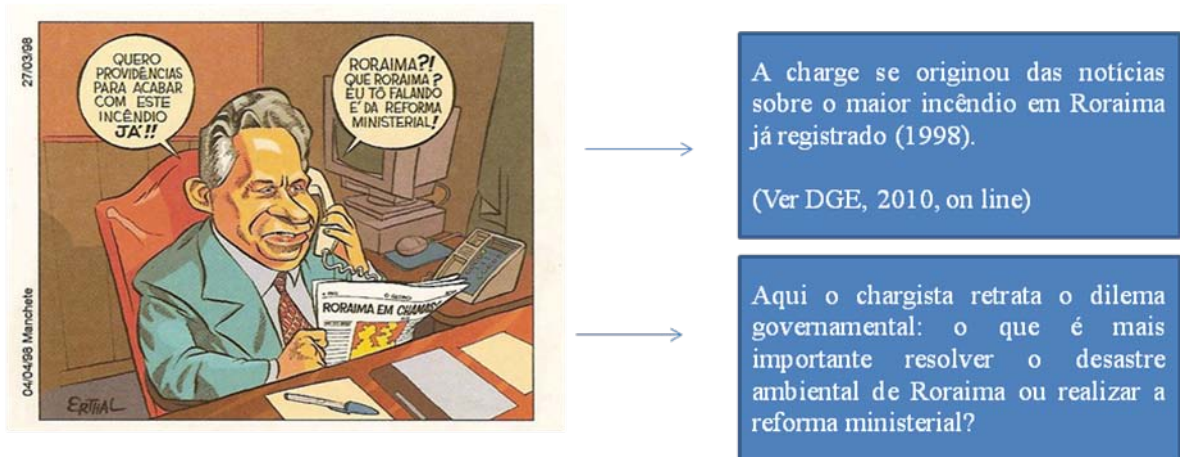 27/03/98
04/04/98 Manchete
QUERO
PROVIDÊNCIAS
PARA ACABAR
COM ESTE
INCÊNDIO
JÁ!!
RORAIMA?!
QUE RORAIMA?
EU TÔ FALANDO
É DA REFORMA
MINISTERIAL!
O GLOBO
RORAIMA EM CHAMAS
ERTHAL
A charge se originou das notícias
sobre o maior incêndio em Roraima
já registrado (1998).
(Ver DGE, 2010, on line)
Aqui o chargista retrata o dilema
governamental: o que é mais
importante resolver o desastre
ambiental de Roraima ou realizar a
reforma ministerial?